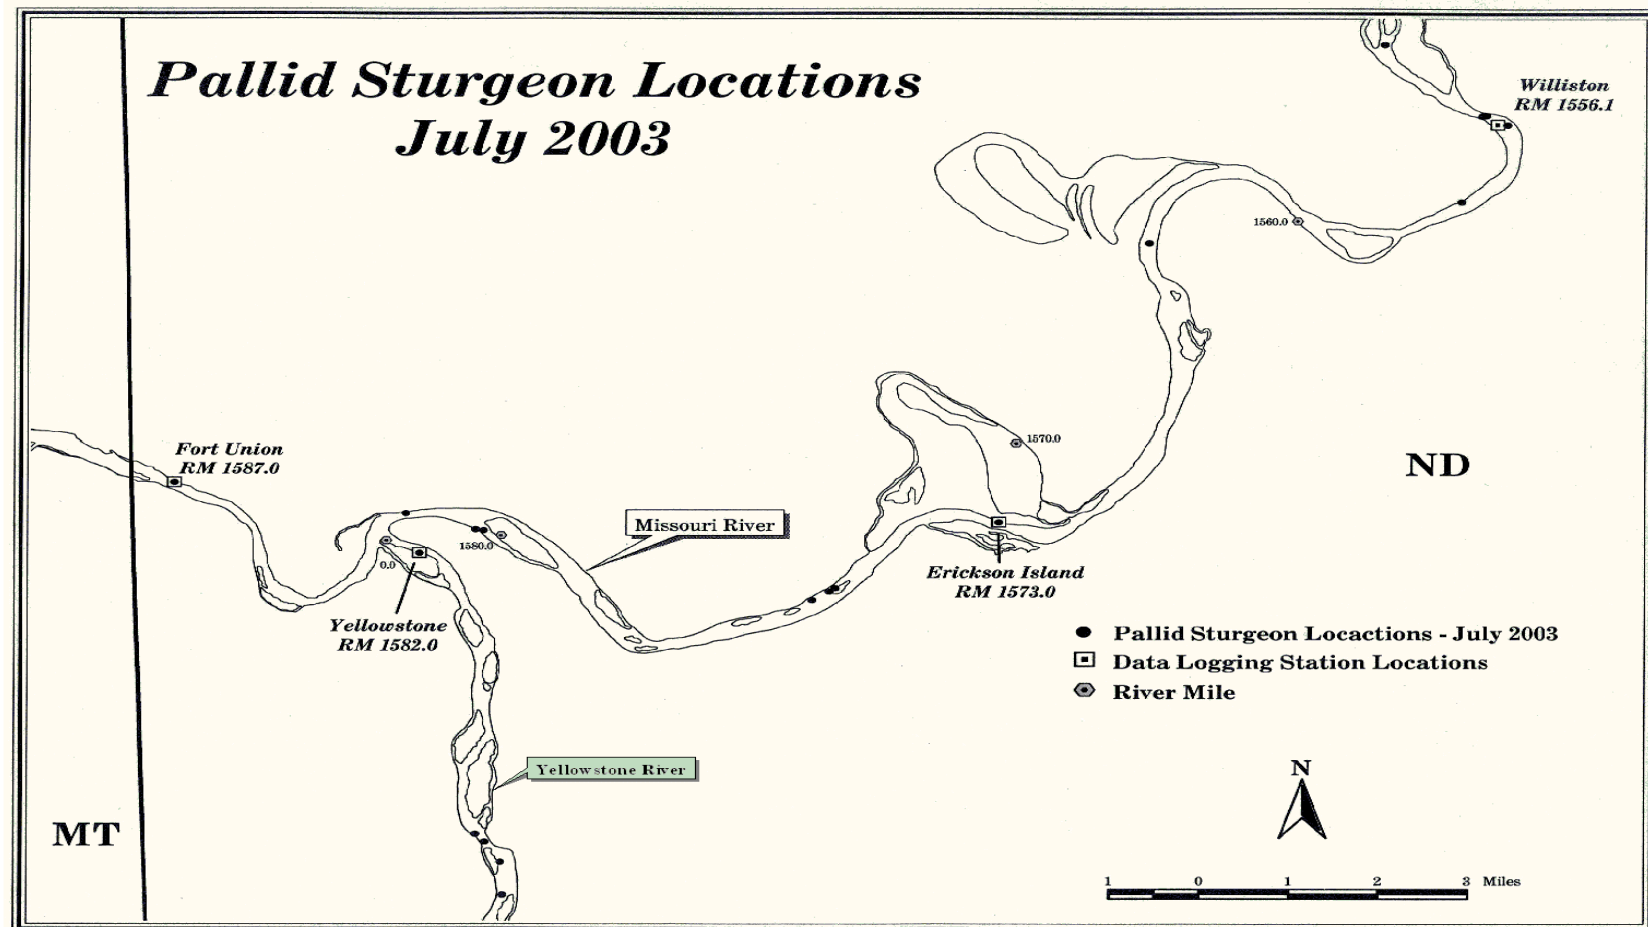 Pallid Sturgeon Locations
July 2003
Williston
RM 1556.1
1560.0
1570.0
Fort Union
RM 1587.0
ND
Missouri River
1580.0
0.0
Erickson Island
RM 1573.0
Yellowstone
RM 1582.0
Pallid Sturgeon Locactions - July 2003
Data Logging Station Locations
River Mile
Yellowstone River
N
MT
1 0 1 2 3 Miles